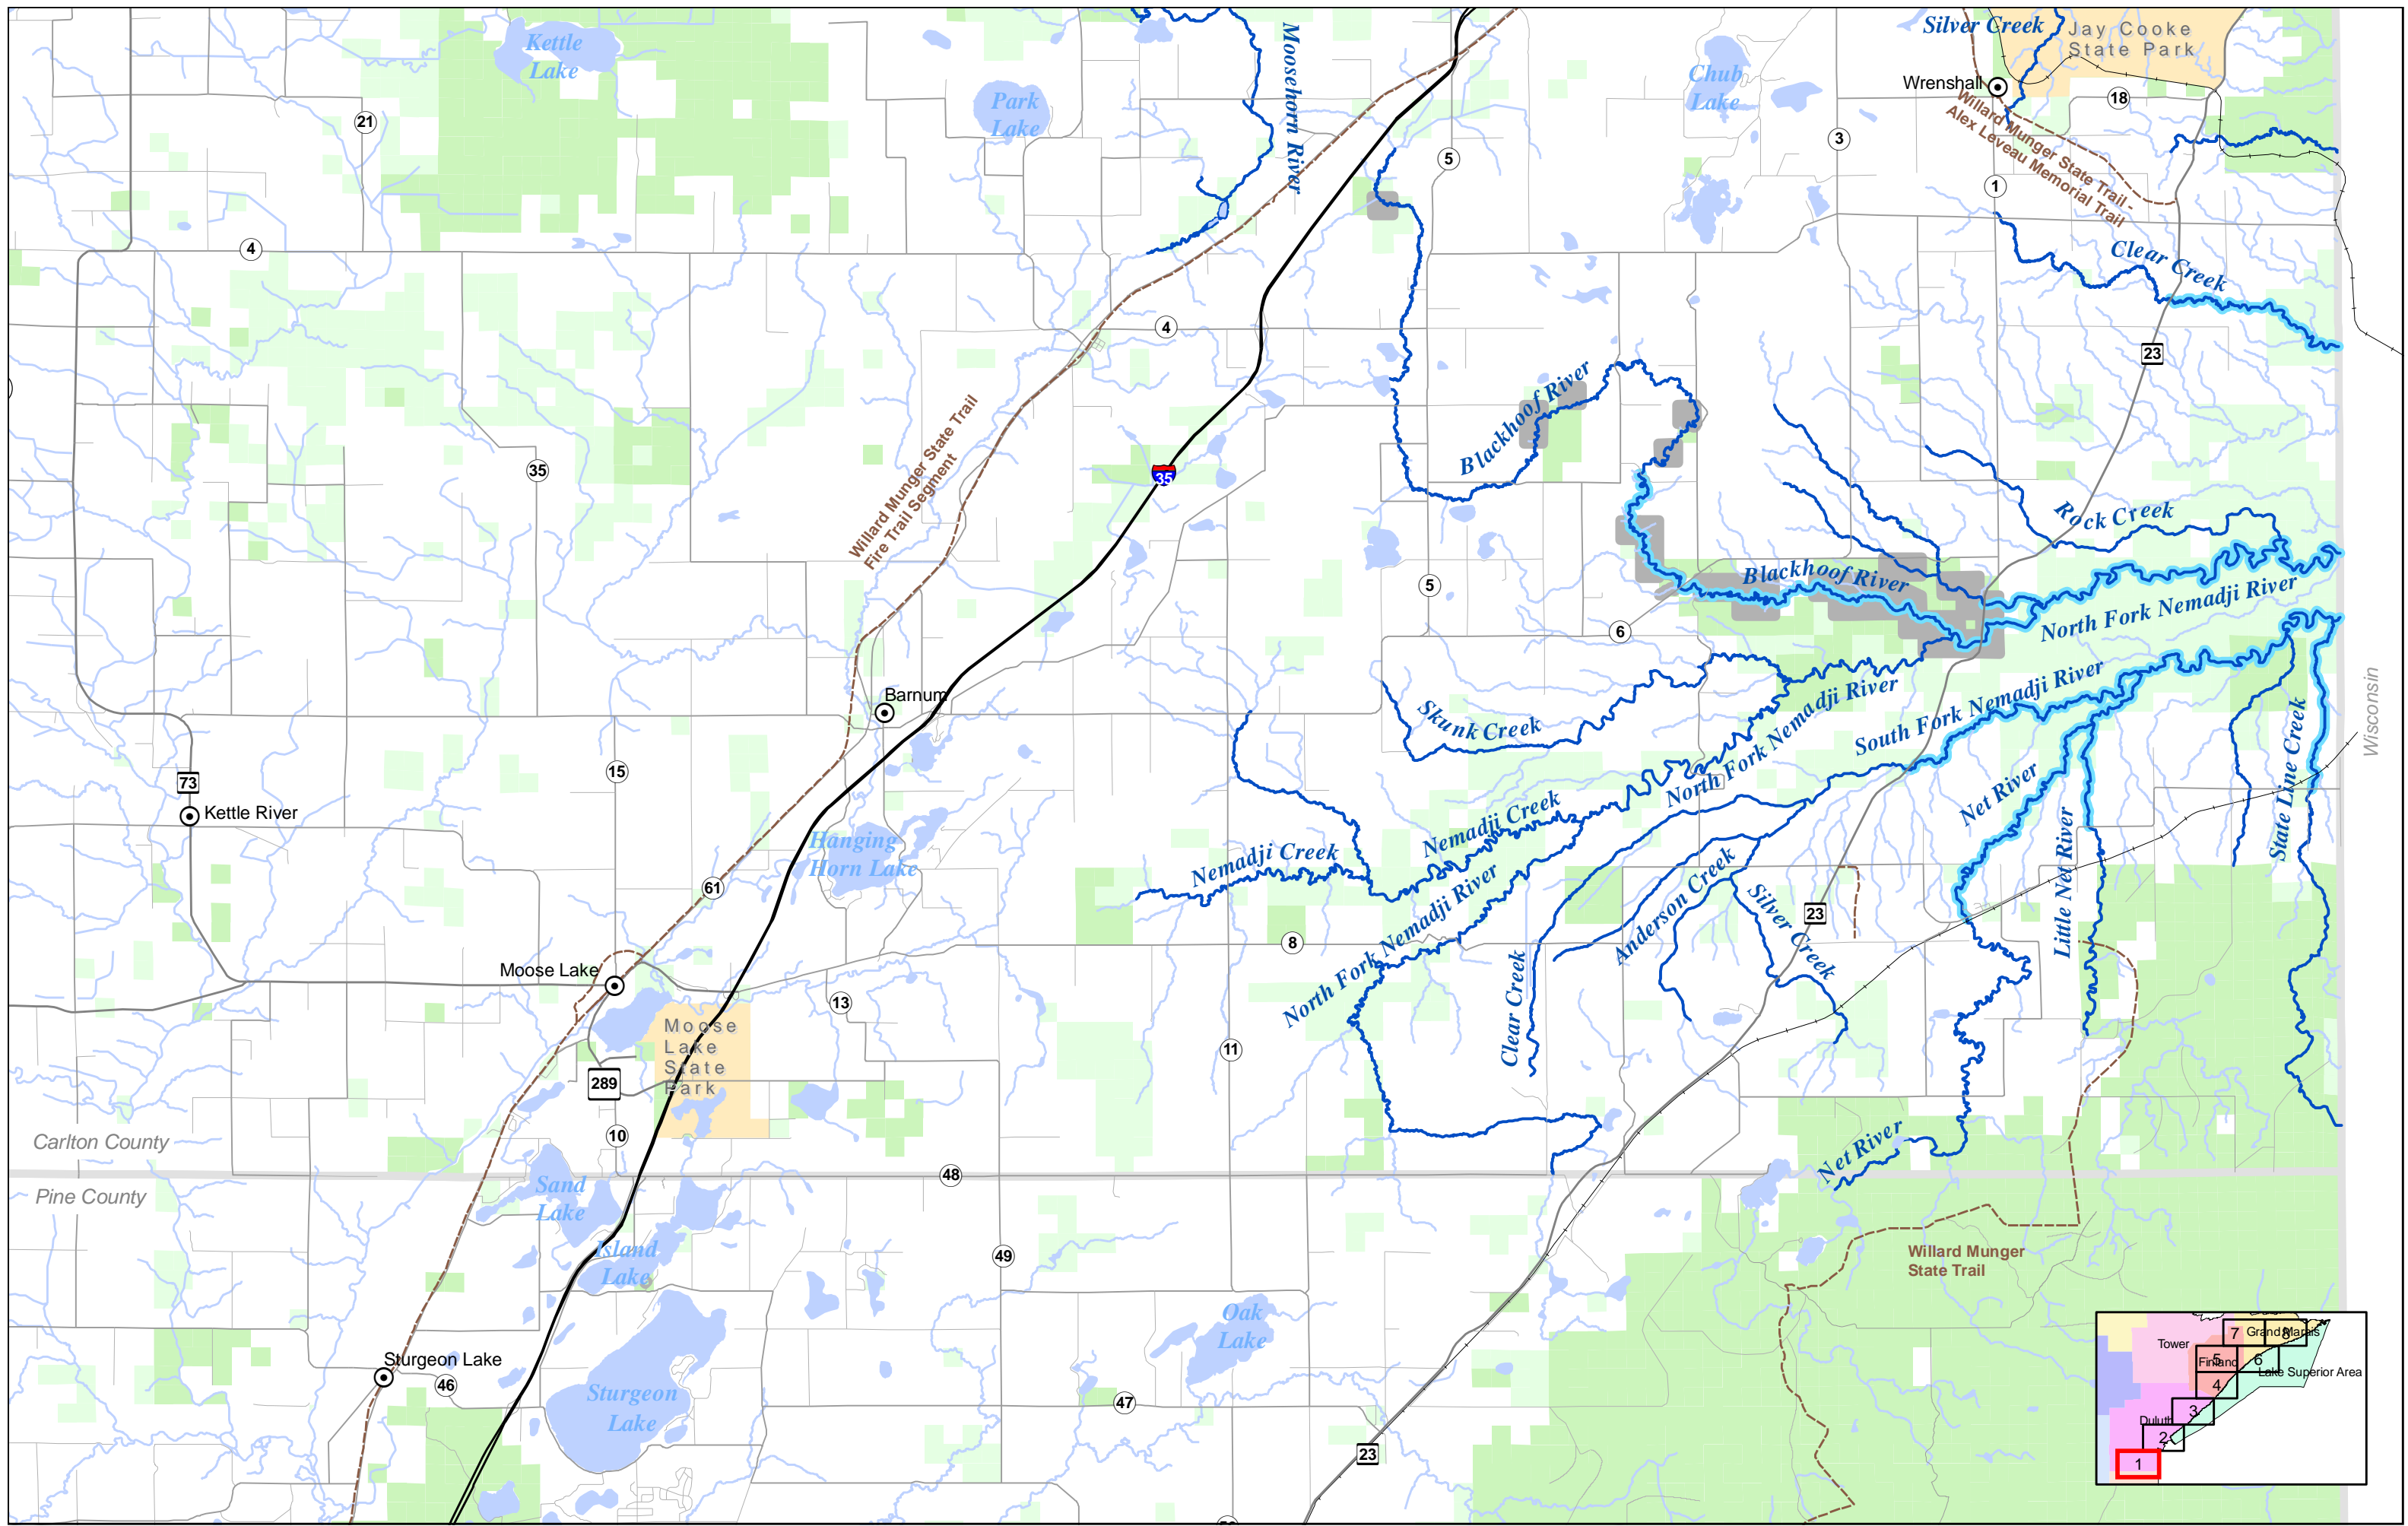 Kettle
Lake
Park
Lake
Moosehorn River
Chub
Lake
Silver Creek
Jay Cooke
State Park
Wrenshall
18
21
5
3
1
Willard Munger State Trail -
Alex Leveau Memorial Trail
4
Clear Creek
4
23
Blackhoof River
35
35
Willard Munger State Trail
Fire Trail Segment
Rock Creek
5
Blackhoof River
6
North Fork Nemadji River
Barnum
Skunk Creek
North Fork Nemadji River
South Fork Nemadji River
State Line Creek
Wisconsin
73
Kettle River
15
Net River
Nemadji Creek
Hanging
Horn Lake
Nemadji Creek
61
North Fork Nemadji River
Anderson Creek
Silver Creek
23
Little Net River
8
Clear Creek
Moose Lake
13
Moose
Lake
State
Park
11
289
10
Carlton County
Pine County
48
Net River
Sand
Lake
Island
Lake
49
Willard Munger
State Trail
Oak
Lake
Sturgeon Lake
46
Sturgeon
Lake
47
23
7
Grand Marais
8
Tower
5
Finland
6
Lake Superior Area
4
3
Duluth
2
1